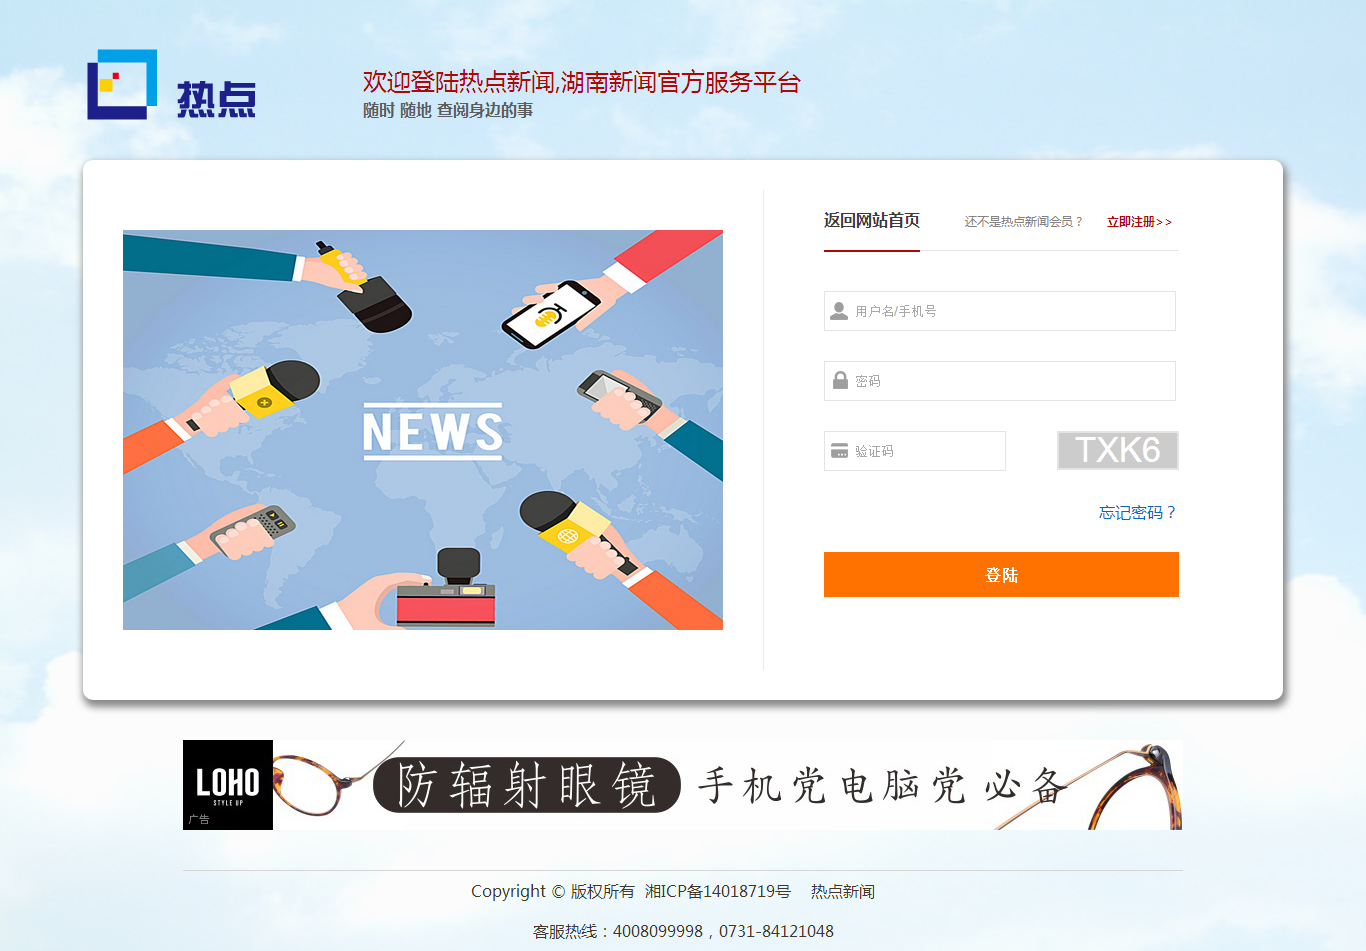 热点
欢迎登陆热点新闻,湖南新闻官方服务平台
随时 随地 查阅身边的事
返回网站首页 还不是热点新闻会员？ 立即注册>>
NEWS
用户名/手机号
密码
验证码 TXK6
忘记密码？
登陆
LOHO
STYLE UP
广告
防辐射眼镜 手机党电脑党必备
Copyright © 版权所有 湘ICP备14018719号 热点新闻
客服热线：4008099998，0731-84121048